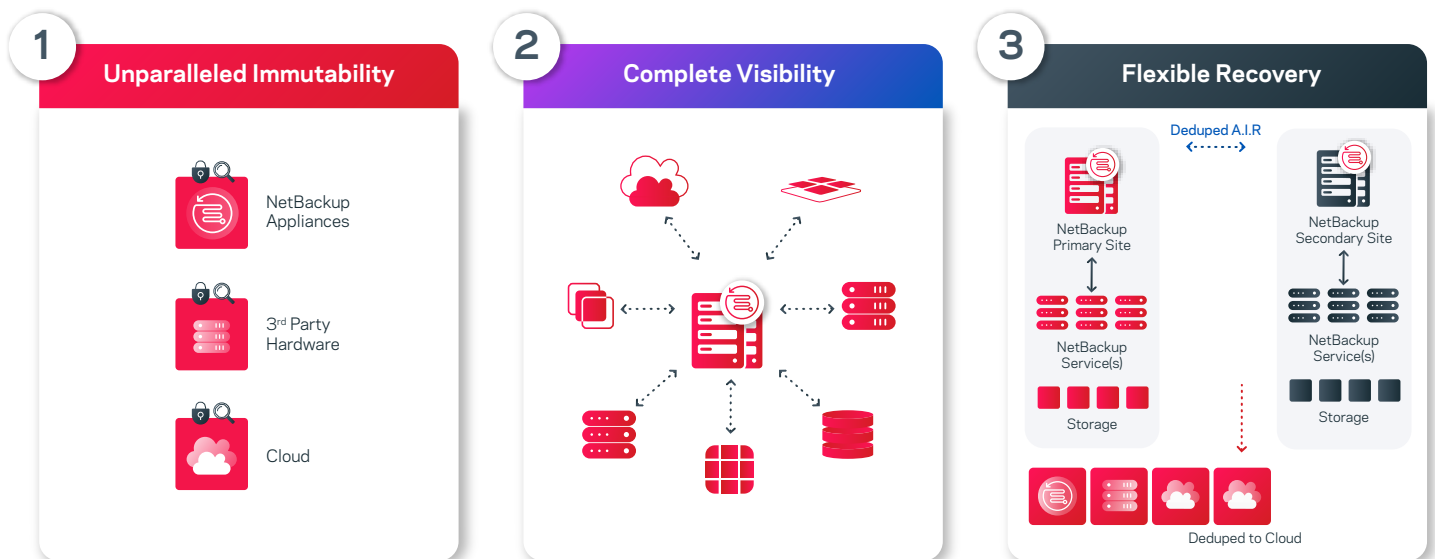 1
Unparalleled Immutability
NetBackup
Appliances
3rd Party
Hardware
Cloud
2
Complete Visibility
3
Flexible Recovery
Deduped A.I.R
NetBackup
Primary Site
NetBackup
Service(s)
Storage
NetBackup
Secondary Site
NetBackup
Service(s)
Storage
Deduped to Cloud